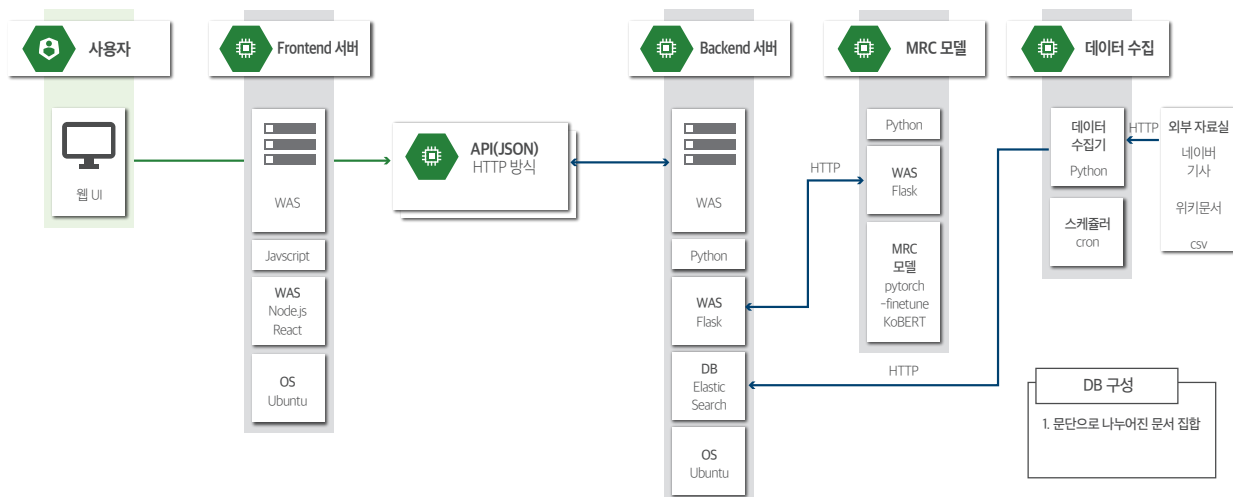 사용자
웹 UI
Frontend 서버
WAS
Javscript
WAS
Node.js
React
OS
Ubuntu
API(JSON)
HTTP 방식
Backend 서버
WAS
Python
WAS
Flask
DB
Elastic
Search
OS
Ubuntu
HTTP
MRC 모델
Python
WAS
Flask
MRC
모델
pytorch
-finetune
KoBERT
HTTP
데이터 수집
데이터
수집기
Python
스케쥴러
cron
HTTP
외부 자료실
네이버
기사
위키문서
csv
DB 구성
1. 문단으로 나누어진 문서 집합